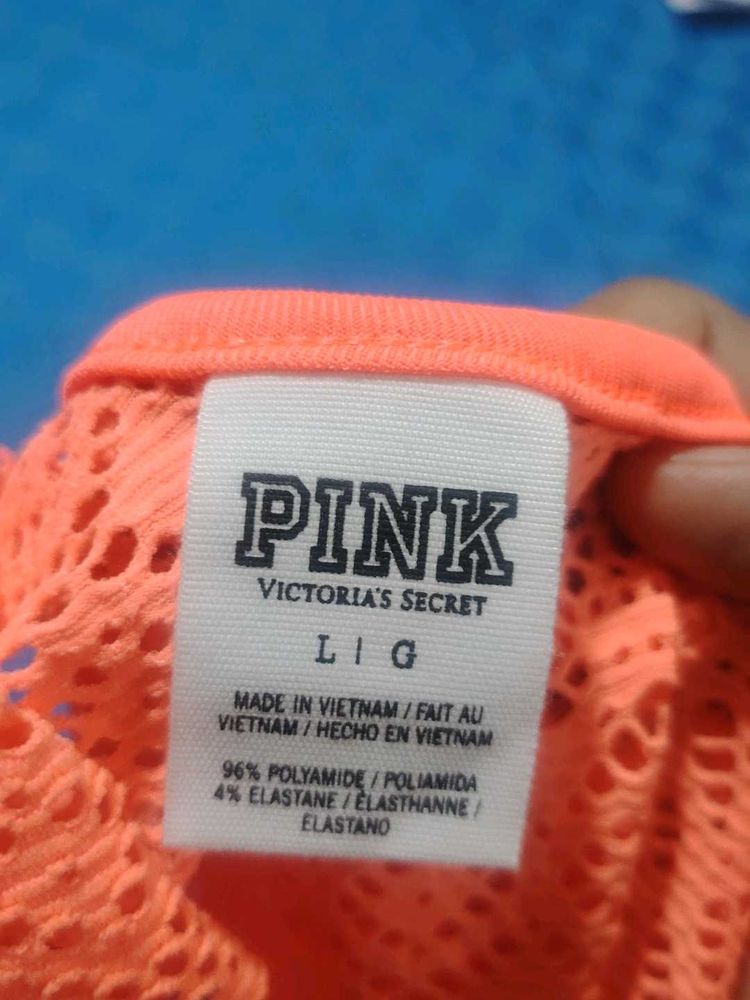 PINK
VICTORIA'S SECRET
L | G
MADE IN VIETNAM / FAIT AU
VIETNAM / HECHO EN VIETNAM
96% POLYAMIDE / POLIAMIDA
4% ELASTANE / ÉLASTHANNE /
ELASTANO